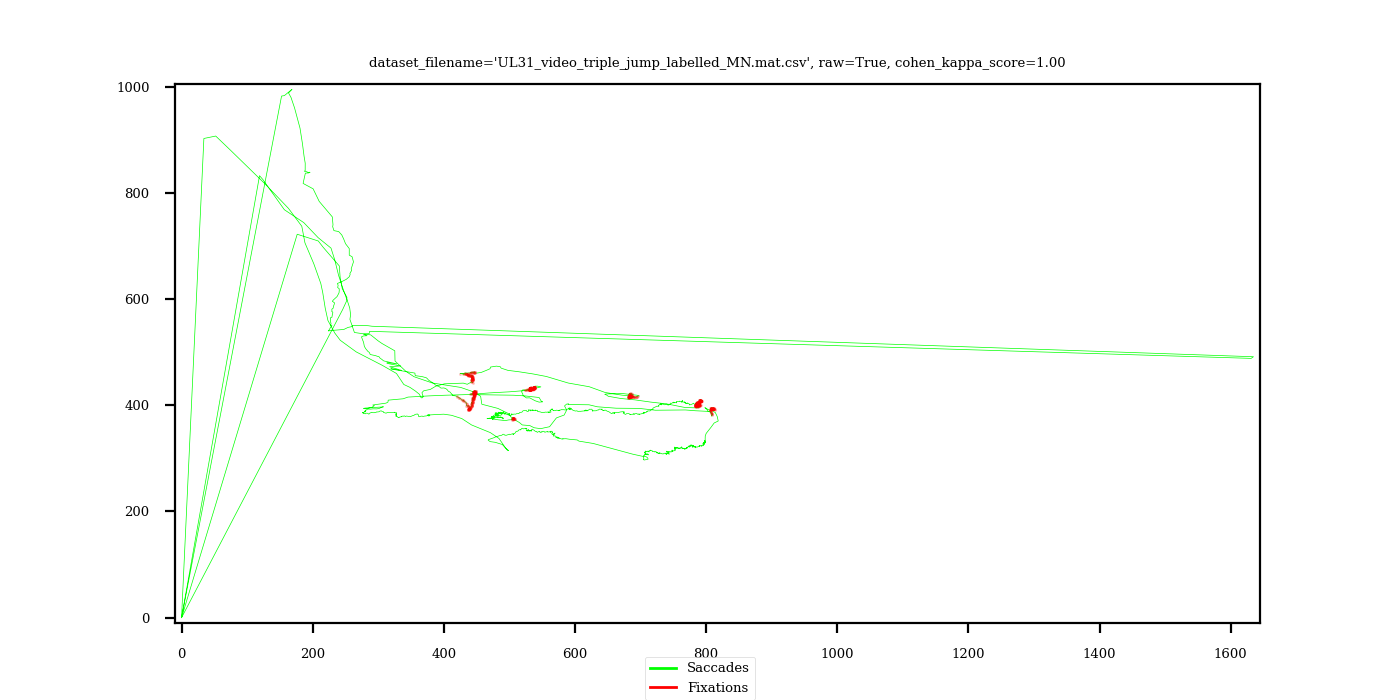 dataset_filename='UL31_video_triple_jump_labelled_MN.mat.csv', raw=True, cohen_kappa_score=1.00
1000
800
600
400
200
0
0 200 400 600 800 1000 1200 1400 1600
Saccades
Fixations